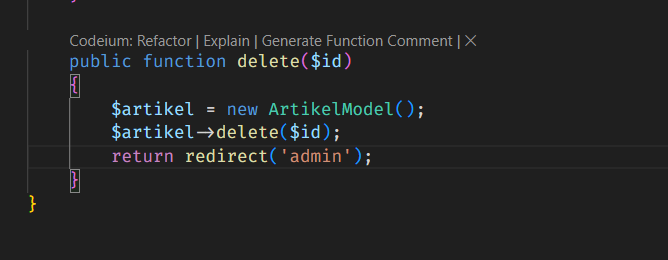 }
Codeium: Refactor | Explain | Generate Function Comment | ×
public function delete($id)
{
$artikel = new ArtikelModel();
$artikel->delete($id);
return redirect('admin');
}
}